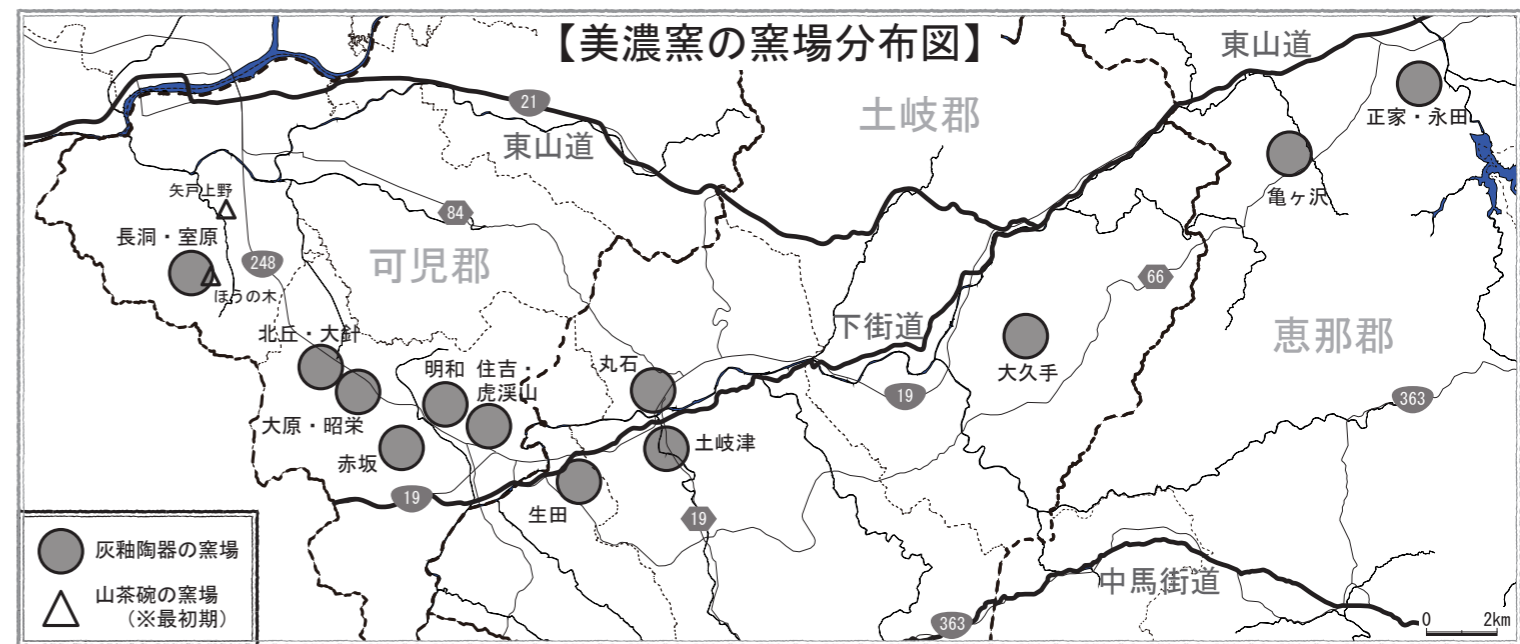 【美濃窯の窯場分布図】
東山道
正家・永田
土岐郡
21
東山道
亀ヶ沢
矢戸上野
84
長洞・室原
248
可児郡
66
ほうの木
下街道
恵那郡
北丘・大針
明和
住吉・
虎渓山
丸石
大久手
19
363
大原・昭栄
赤坂
土岐津
19
生田
19
灰釉陶器の窯場
山茶碗の窯場
（※最初期）
中馬街道
363
0 2km